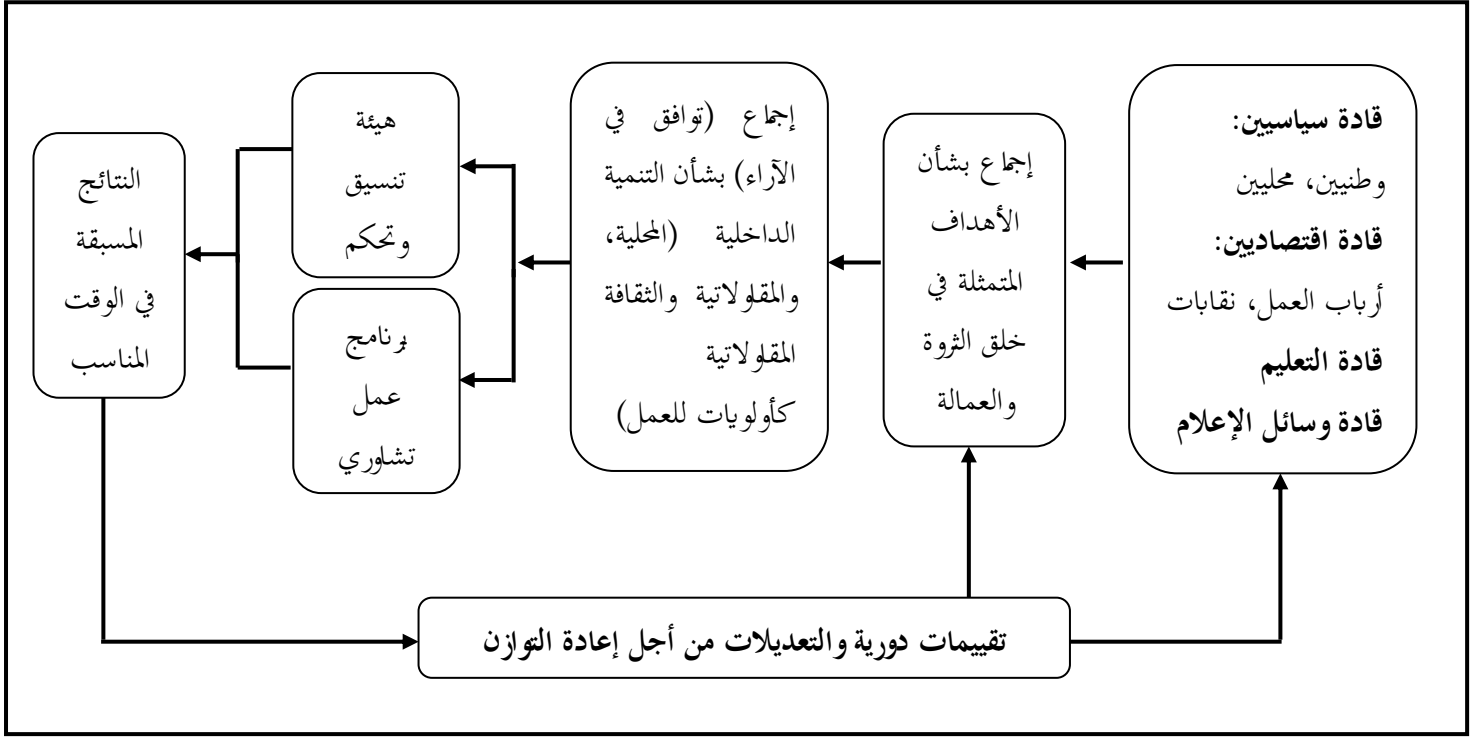 قادة سياسيين:
وطنيين، محليين
قادة اقتصاديين:
أرباب العمل، نقابات
قادة التعليم
قادة وسائل الإعلام
إجماع بشأن
الأهداف
المتمثلة في
خلق الثروة
والعمالة
إجماع (توافق في
الآراء) بشأن التنمية
الداخلية (المحلية،
والمقاولاتية والثقافة
المقاولاتية
كأولويات للعمل)
هيئة
تنسيق
وتحكم
برنامج
عمل
تشاوري
النتائج
المسبقة
في الوقت
المناسب
تقييمات دورية والتعديلات من أجل إعادة التوازن